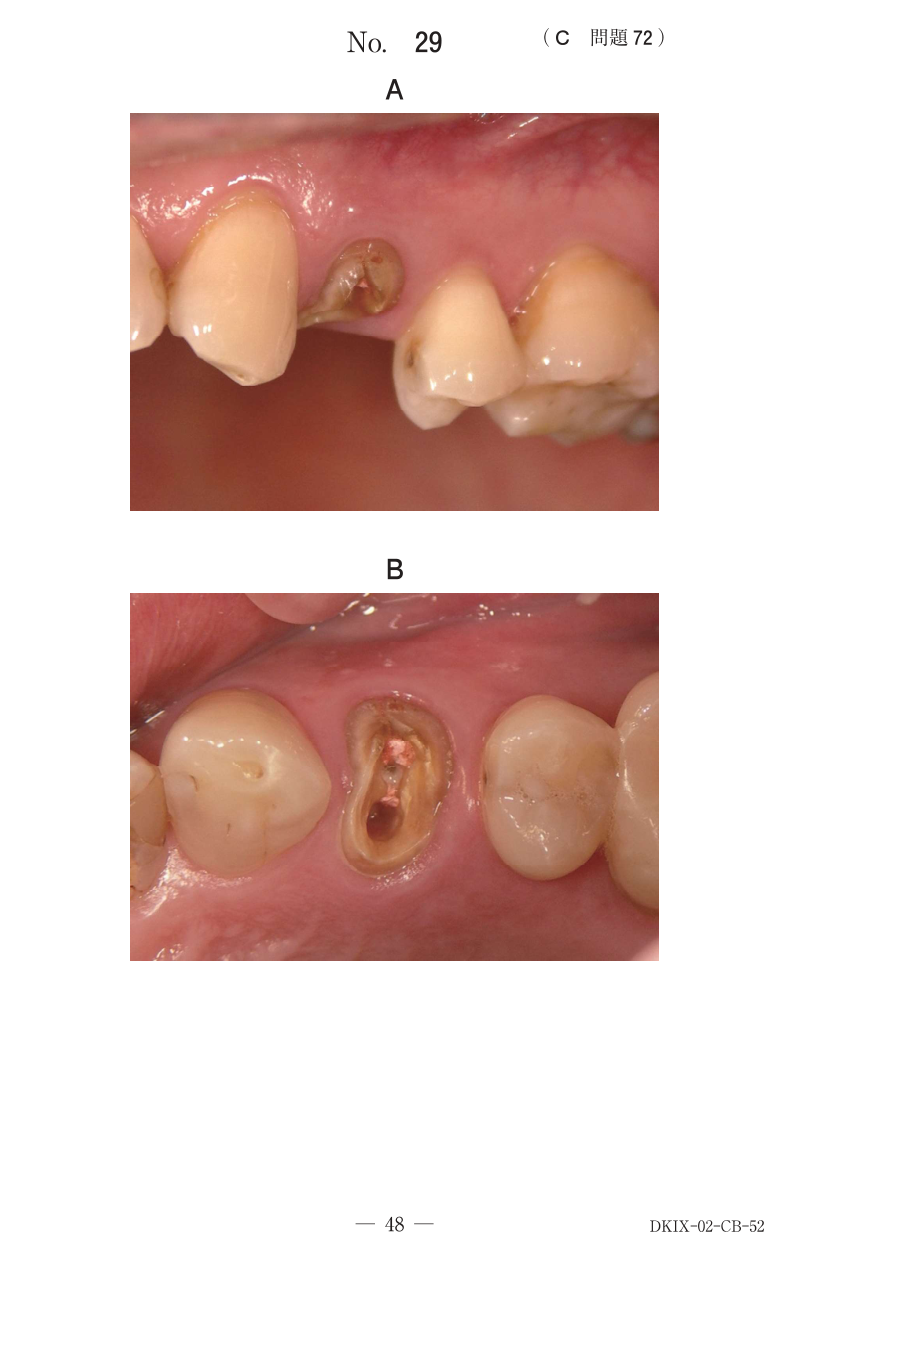 No. 29 （C 問題 72）
A
B
— 48 —
DKIX-02-CB-52